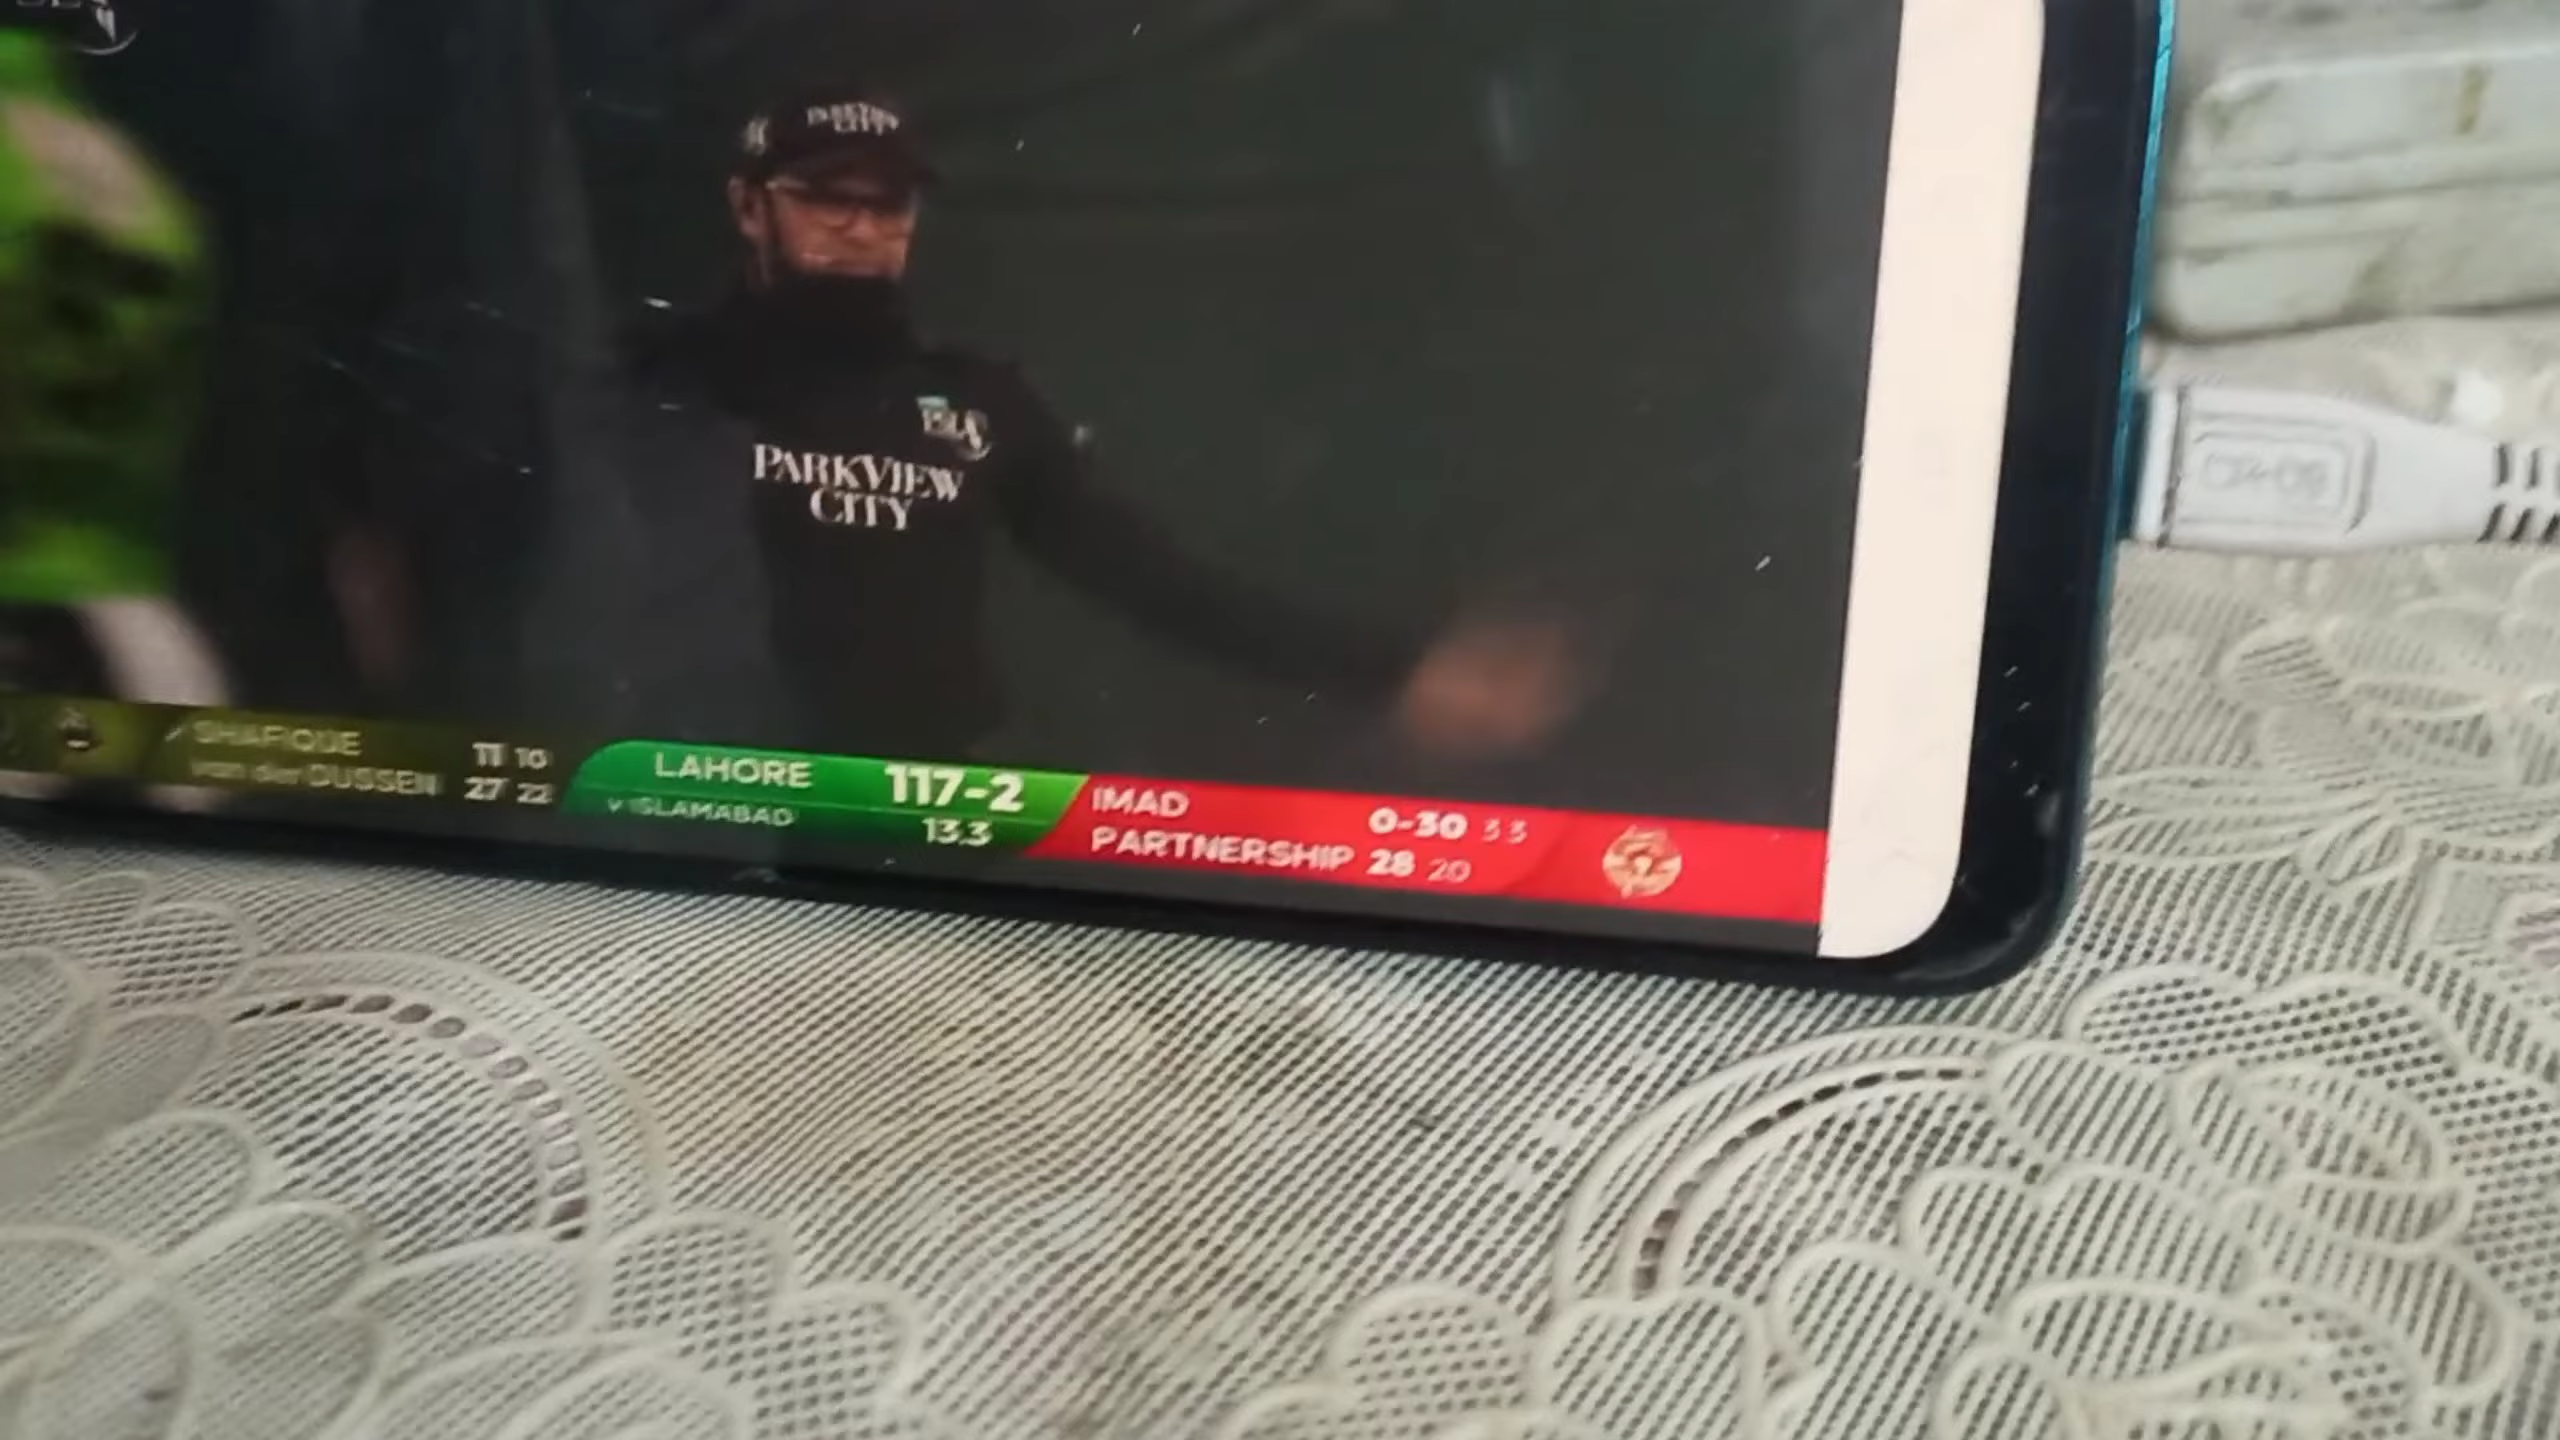 PARKVIEW
CITY
SHAFIQUE 11 10
van der DUSSEN 27 22
LAHORE 117-2
v ISLAMABAD 13.3
IMAD 0-30 3 3
PARTNERSHIP 28 20